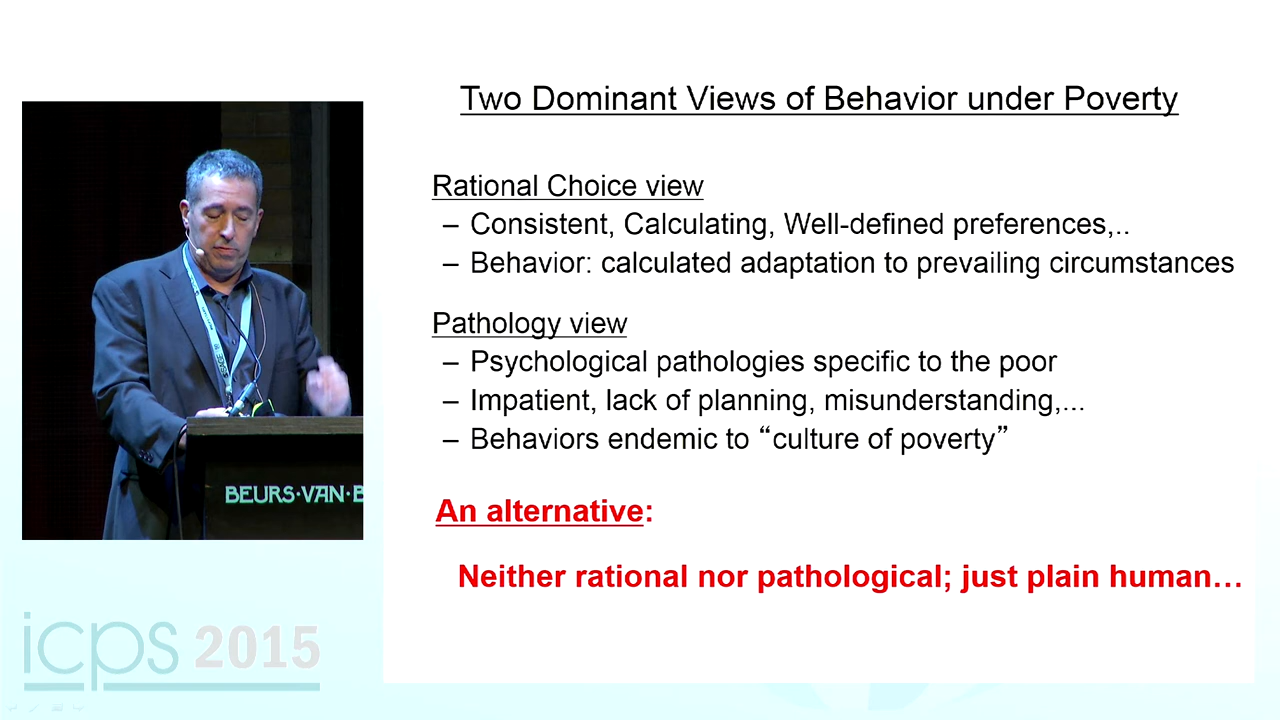 Two Dominant Views of Behavior under Poverty
Rational Choice view
– Consistent, Calculating, Well-defined preferences,..
– Behavior: calculated adaptation to prevailing circumstances
Pathology view
– Psychological pathologies specific to the poor
– Impatient, lack of planning, misunderstanding,...
– Behaviors endemic to “culture of poverty”
An alternative:
Neither rational nor pathological; just plain human…
BEURS·VAN·B
icps 2015